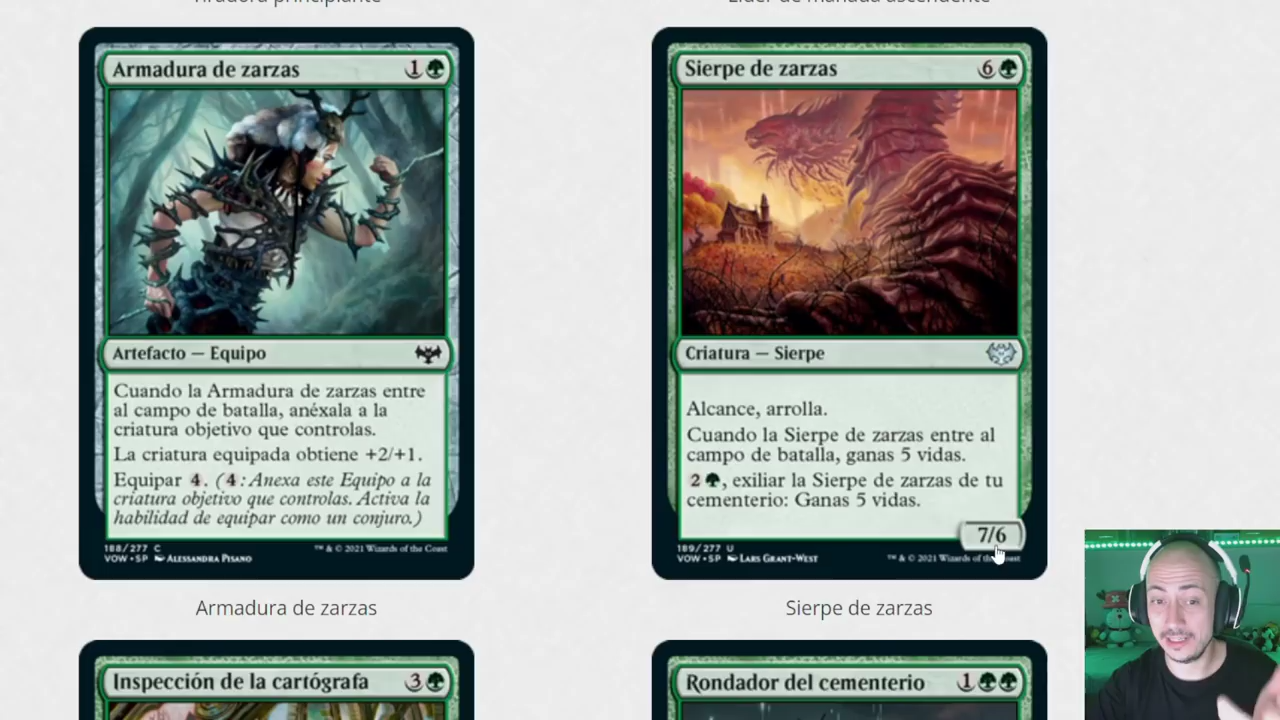 Armadura de zarzas 1
Artefacto — Equipo
Cuando la Armadura de zarzas entre
al campo de batalla, anéxala a la
criatura objetivo que controlas.
La criatura equipada obtiene +2/+1.
Equipar 4. (4: Anexa este Equipo a la
criatura objetivo que controlas. Activa la
habilidad de equipar como un conjuro.)
188/277 C
VOW • SP Alessandra Pisano
™ & © 2021 Wizards of the Coast
Armadura de zarzas
Sierpe de zarzas 6
Criatura — Sierpe
Alcance, arrolla.
Cuando la Sierpe de zarzas entre al
campo de batalla, ganas 5 vidas.
2, exiliar la Sierpe de zarzas de tu
cementerio: Ganas 5 vidas.
7/6
189/277 U
VOW • SP Lars Grant-West
™ & © 2021 Wizards of
Sierpe de zarzas
Inspección de la cartógrafa 3
Rondador del cementerio 1